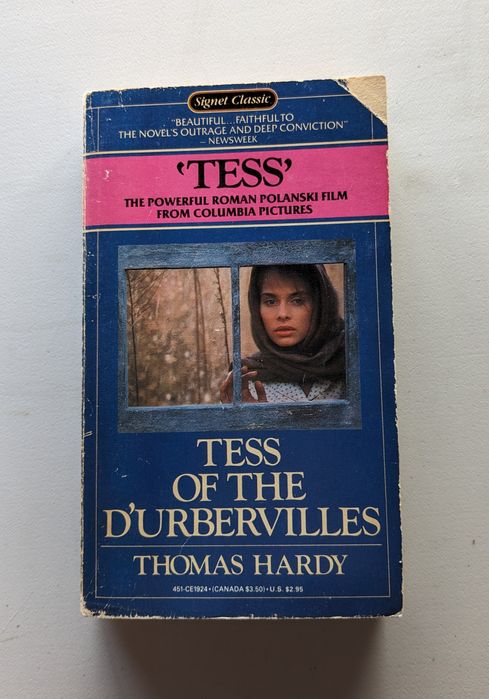 Signet Classic
"BEAUTIFUL...FAITHFUL TO
THE NOVEL'S OUTRAGE AND DEEP CONVICTION"
— NEWSWEEK
'TESS'
THE POWERFUL ROMAN POLANSKI FILM
FROM COLUMBIA PICTURES
TESS
OF THE
D'URBERVILLES
THOMAS HARDY
451-CE1924 • (CANADA $3.50) • U.S. $2.95